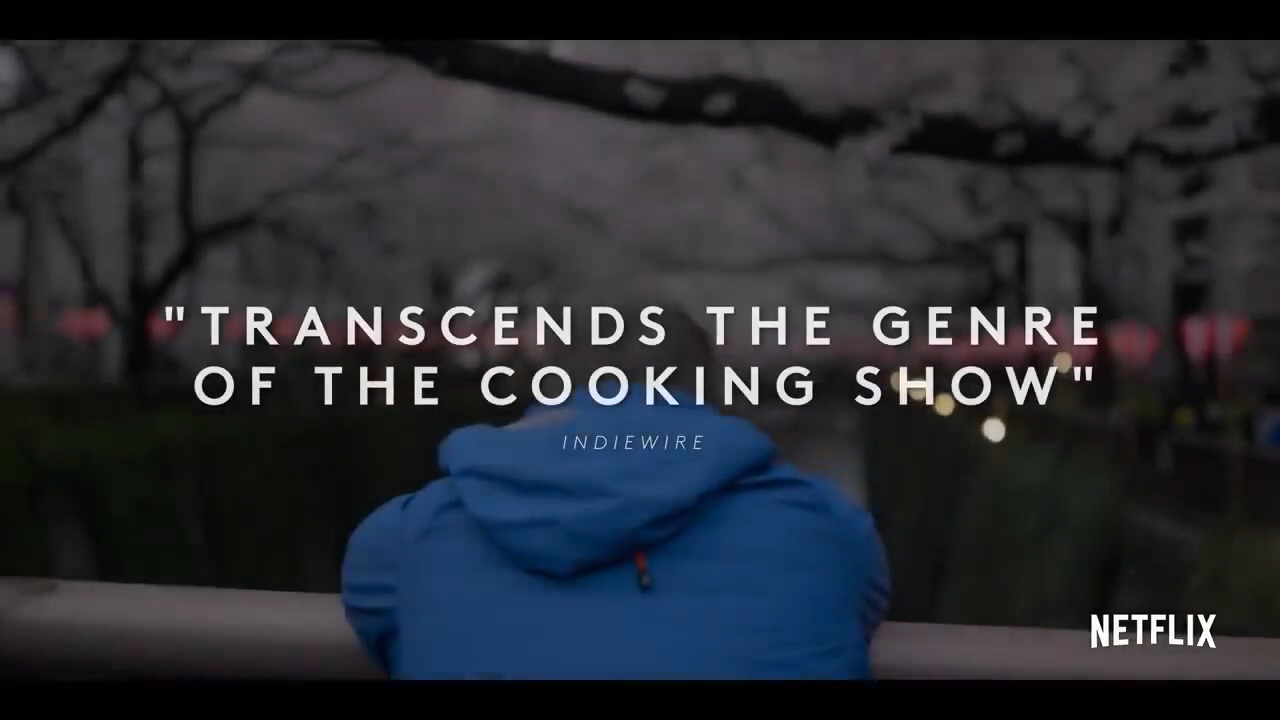 "TRANSCENDS THE GENRE
OF THE COOKING SHOW"
INDIEWIRE
NETFLIX